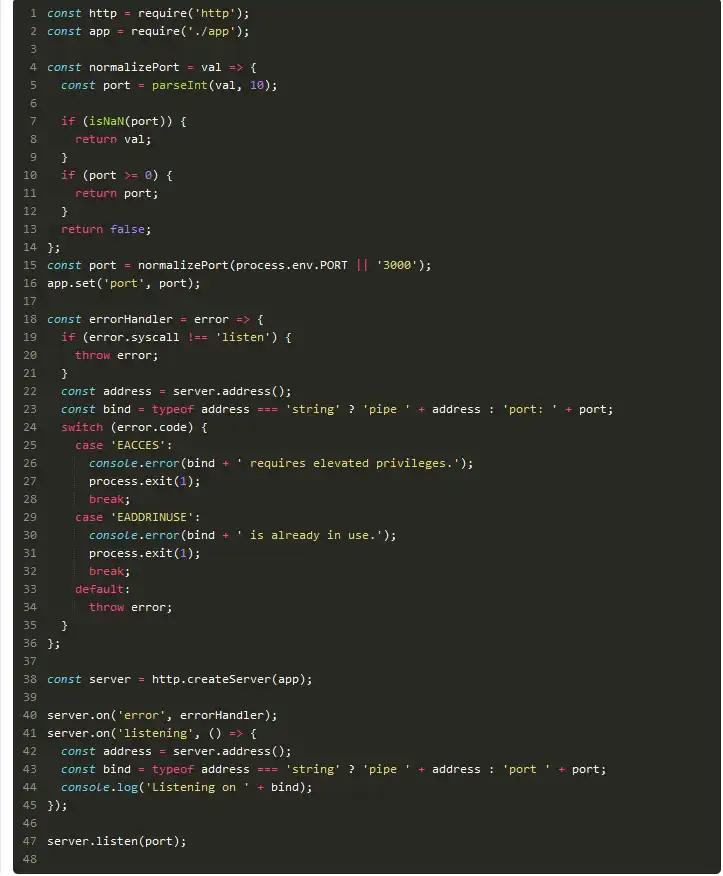 1 const http = require('http');
2 const app = require('./app');
3
4 const normalizePort = val => {
5   const port = parseInt(val, 10);
6
7   if (isNaN(port)) {
8     return val;
9   }
10   if (port >= 0) {
11     return port;
12   }
13   return false;
14 };
15 const port = normalizePort(process.env.PORT || '3000');
16 app.set('port', port);
17
18 const errorHandler = error => {
19   if (error.syscall !== 'listen') {
20     throw error;
21   }
22   const address = server.address();
23   const bind = typeof address === 'string' ? 'pipe ' + address : 'port: ' + port;
24   switch (error.code) {
25     case 'EACCES':
26       console.error(bind + ' requires elevated privileges.');
27       process.exit(1);
28       break;
29     case 'EADDRINUSE':
30       console.error(bind + ' is already in use.');
31       process.exit(1);
32       break;
33     default:
34       throw error;
35   }
36 };
37
38 const server = http.createServer(app);
39
40 server.on('error', errorHandler);
41 server.on('listening', () => {
42   const address = server.address();
43   const bind = typeof address === 'string' ? 'pipe ' + address : 'port ' + port;
44   console.log('Listening on ' + bind);
45 });
46
47 server.listen(port);
48